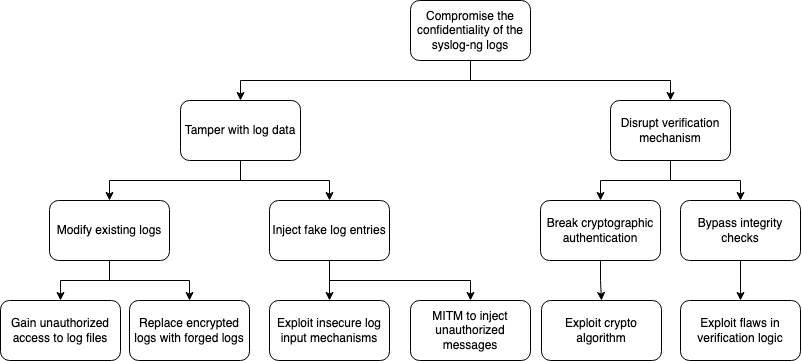 Compromise the
confidentiality of the
syslog-ng logs
Tamper with log data
Disrupt verification
mechanism
Modify existing logs
Inject fake log entries
Break cryptographic
authentication
Bypass integrity
checks
Gain unauthorized
access to log files
Replace encrypted
logs with forged logs
Exploit insecure log
input mechanisms
MITM to inject
unauthorized
messages
Exploit crypto
algorithm
Exploit flaws in
verification logic